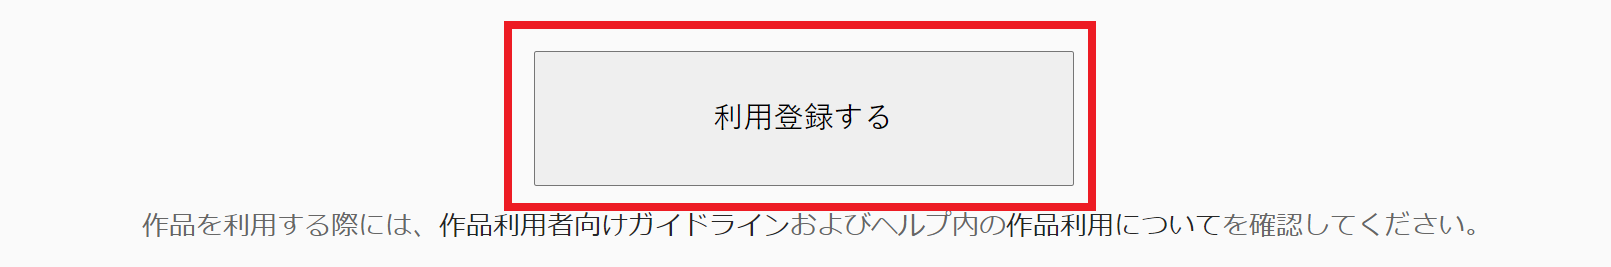 利用登録する
作品を利用する際には、作品利用者向けガイドラインおよびヘルプ内の作品利用についてを確認してください。